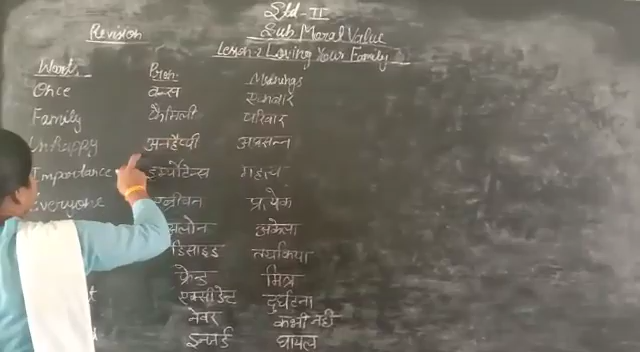 Std - II
Revision Sub Moral Value
Lesson-2 Loving Your Family
Word Pron: Meanings
Once वन्स एकबार
Family फैमिली परिवार
Unhappy अनहैप्पी अप्रसन्न
Importance इम्पोर्टेन्स महत्व
Everyone एव्रीवन प्रत्येक
अलोन अकेला
डिसाइड तयकिया
फ्रेन्ड मित्र
एक्सीडेन्ट दुर्घटना
नेवर कभी नही
इन्जर्ड घायल